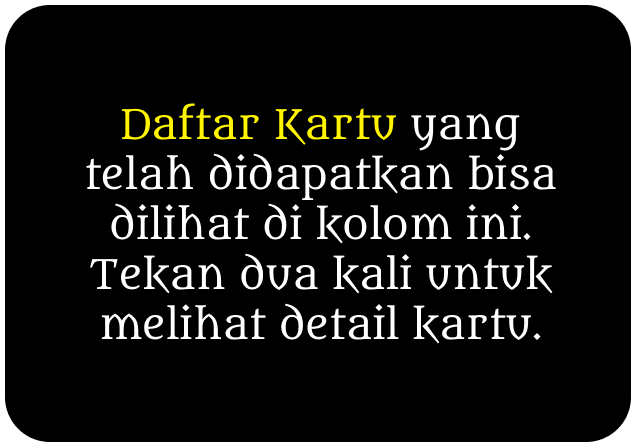 Daftar Kartu yang
telah didapatkan bisa
dilihat di kolom ini.
Tekan dua kali untuk
melihat detail kartu.